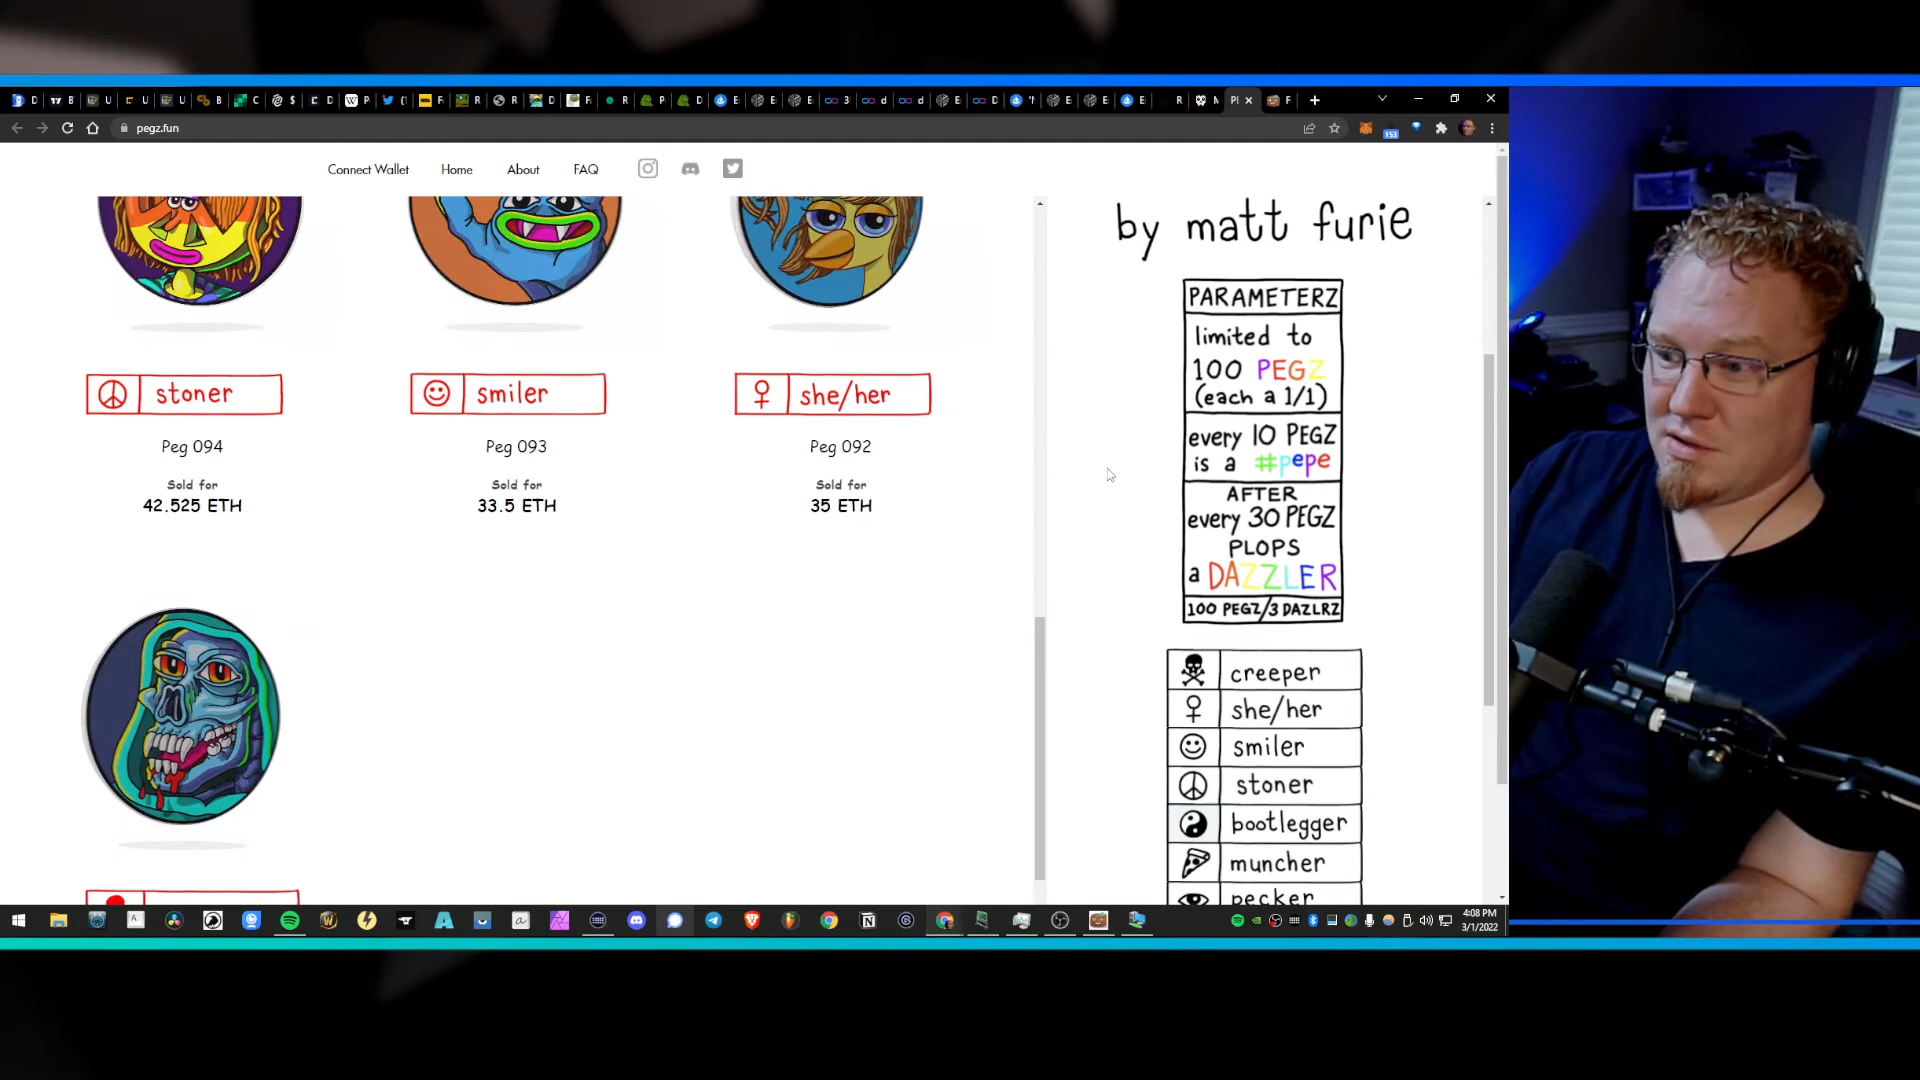 pegz.fun
153
Connect Wallet Home About FAQ
by matt furie
stoner
smiler
she/her
Peg 094
Peg 093
Peg 092
Sold for
42.525 ETH
Sold for
33.5 ETH
Sold for
35 ETH
PARAMETERZ
limited to
100 PEGZ
(each a 1/1)
every 10 PEGZ
is a #pepe
AFTER
every 30 PEGZ
PLOPS
a DAZZLER
100 PEGZ/3 DAZLRZ
creeper
she/her
smiler
stoner
bootlegger
muncher
pecker
4:08 PM
3/1/2022